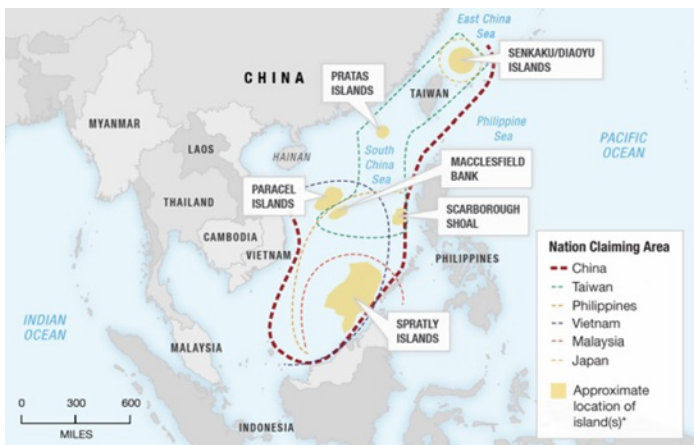 East China
Sea
SENKAKU/DIAOYU
ISLANDS
CHINA
PRATAS
ISLANDS
TAIWAN
MYANMAR
Philippine
Sea
PACIFIC
OCEAN
LAOS
HAINAN
South
China
Sea
MACCLESFIELD
BANK
PARACEL
ISLANDS
THAILAND
SCARBOROUGH
SHOAL
CAMBODIA
VIETNAM
PHILIPPINES
Nation Claiming Area
China
Taiwan
Philippines
Vietnam
Malaysia
Japan
Approximate
location of
island(s)*
INDIAN
OCEAN
SPRATLY
ISLANDS
MALAYSIA
0 300 600
MILES
INDONESIA